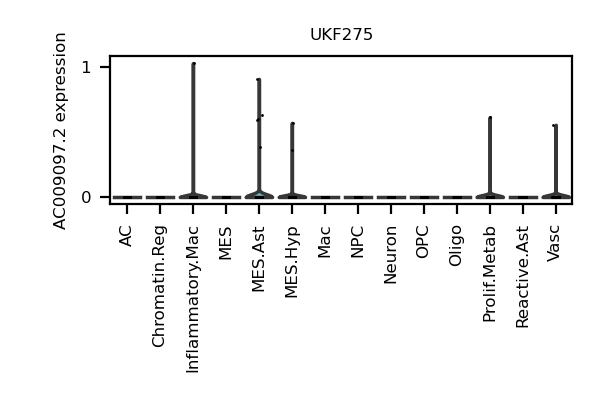 UKF275
AC009097.2 expression
1
0
AC
Chromatin.Reg
Inflammatory.Mac
MES
MES.Ast
MES.Hyp
Mac
NPC
Neuron
OPC
Oligo
Prolif.Metab
Reactive.Ast
Vasc